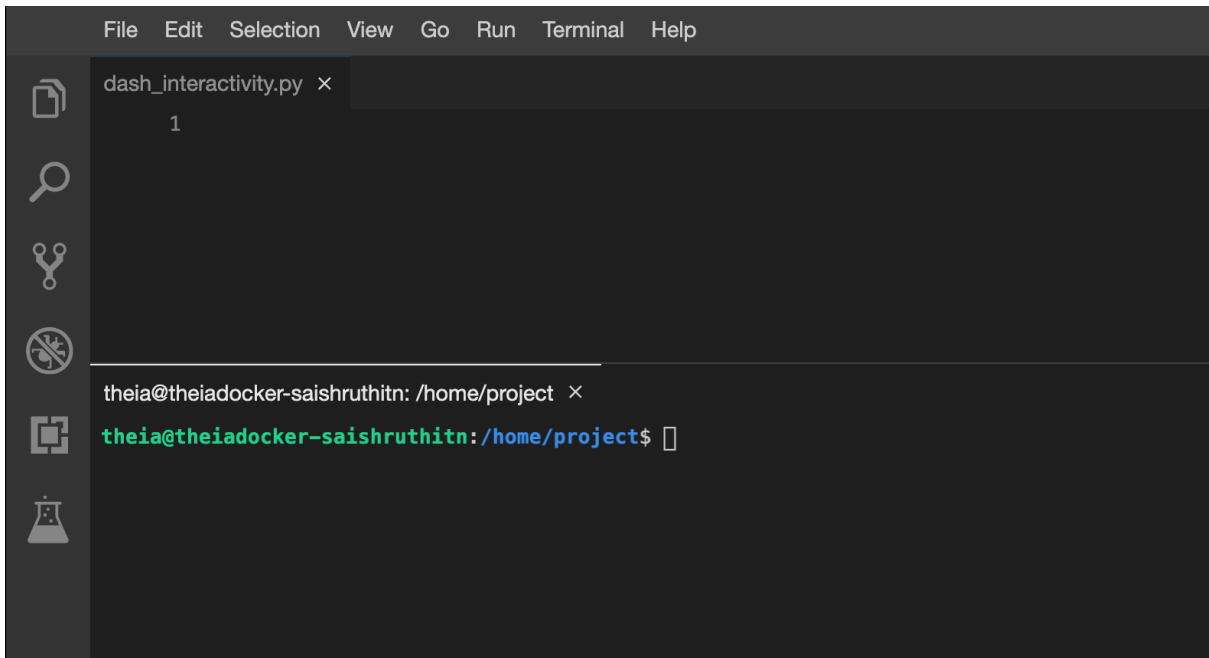 File Edit Selection View Go Run Terminal Help
dash_interactivity.py ×
1
theia@theiadocker-saishruthitn: /home/project ×
theia@theiadocker-saishruthitn:/home/project$